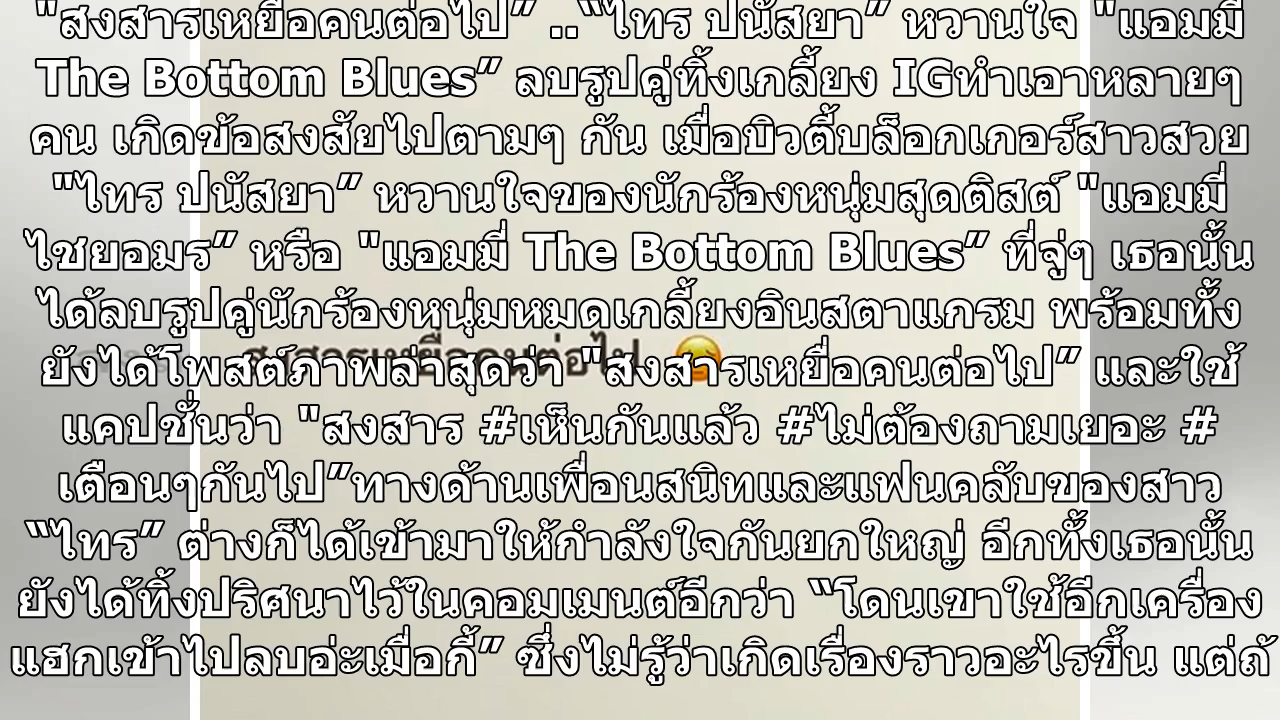 "สงสารเหยื่อคนต่อไป” ..“ไทร ปนัสยา” หวานใจ "แอมมี่
The Bottom Blues” ลบรูปคู่ทิ้งเกลี้ยง IGทำเอาหลายๆ
คน เกิดข้อสงสัยไปตามๆ กัน เมื่อบิวตี้บล็อกเกอร์สาวสวย
"ไทร ปนัสยา” หวานใจของนักร้องหนุ่มสุดติสต์ "แอมมี่
ไชยอมร” หรือ "แอมมี่ The Bottom Blues” ที่จู่ๆ เธอนั้น
ได้ลบรูปคู่นักร้องหนุ่มหมดเกลี้ยงอินสตาแกรม พร้อมทั้ง
สงสารเหยื่อคนต่อไป 😥
ยังได้โพสต์ภาพล่าสุดว่า "สงสารเหยื่อคนต่อไป” และใช้
แคปชั่นว่า "สงสาร #เห็นกันแล้ว #ไม่ต้องถามเยอะ #
เตือนๆกันไป”ทางด้านเพื่อนสนิทและแฟนคลับของสาว
“ไทร” ต่างก็ได้เข้ามาให้กำลังใจกันยกใหญ่ อีกทั้งเธอนั้น
ยังได้ทิ้งปริศนาไว้ในคอมเมนต์อีกว่า “โดนเขาใช้อีกเครื่อง
แฮกเข้าไปลบอ่ะเมื่อกี้” ซึ่งไม่รู้ว่าเกิดเรื่องราวอะไรขึ้น แต่ถ้